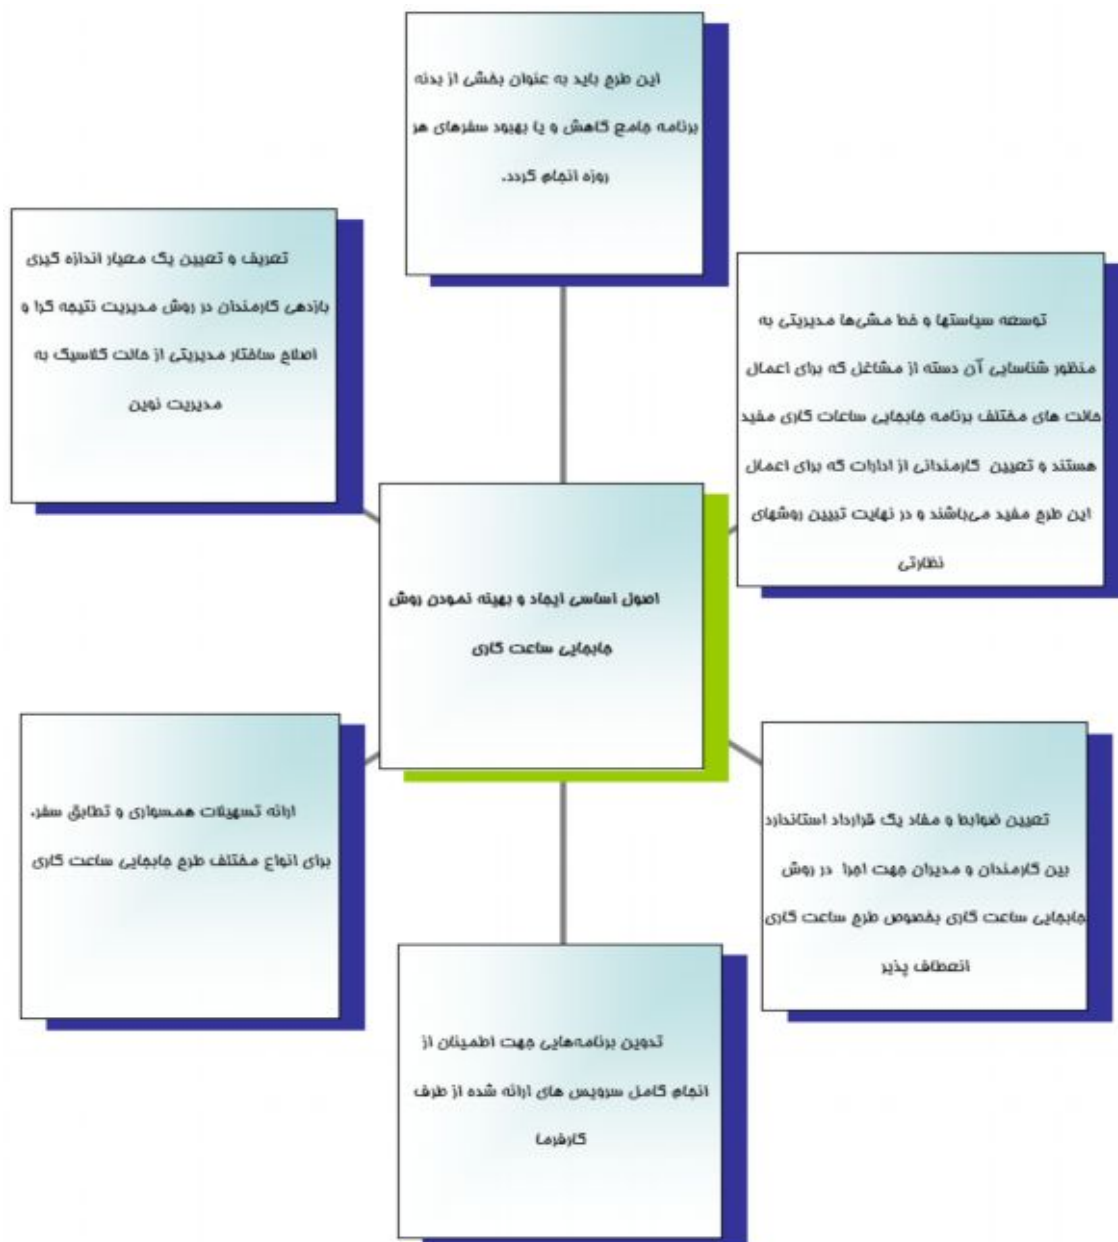 این طرح باید به عنوان بخشی از بدنه
برنامه جامع کاهش و یا بهبود سفرهای هر
روزه انجام گردد.
توسعه سیاستها و خط مشی‌ها مدیریتی به
منظور شناسایی آن دسته از مشاغل که برای اعمال
حالت های مختلف برنامه جابجایی ساعات کاری مفید
هستند و تعیین کارمندانی از ادارات که برای اعمال
این طرح مفید می‌باشند و در نهایت تبیین روشهای
نظارتی
تعریف و تعیین یک معیار اندازه گیری
بازدهی کارمندان در روش مدیریت نتیجه گرا و
اصلاح ساختار مدیریتی از حالت کلاسیک به
مدیریت نوین
اصول اساسی ایجاد و بهینه نمودن روش
جابجایی ساعت کاری
تعیین ضوابط و مفاد یک قرارداد استاندارد
بین کارمندان و مدیران جهت اجرا در روش
جابجایی ساعت کاری بخصوص طرح ساعت کاری
انعطاف پذیر
ارائه تسهیلات همسواری و تطابق سفر،
برای انواع مختلف طرح جابجایی ساعت کاری
تدوین برنامه‌هایی جهت اطمینان از
انجام کامل سرویس های ارائه شده از طرف
کارفرما